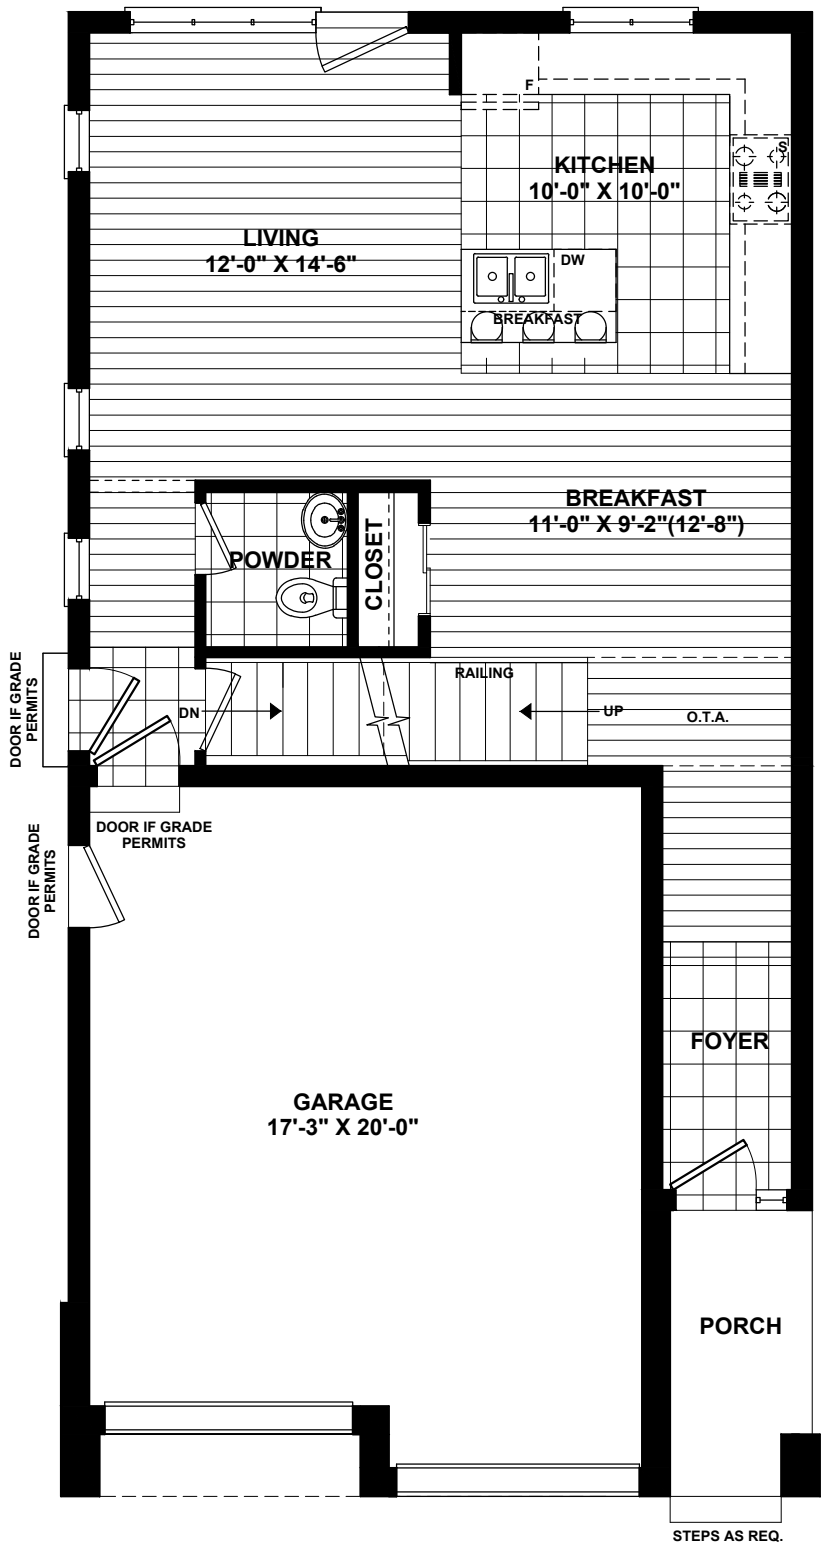 F
KITCHEN
10'-0" X 10'-0"
S
LIVING
12'-0" X 14'-6"
DW
BREAKFAST
BREAKFAST
11'-0" X 9'-2"(12'-8")
POWDER
CLOSET
RAILING
DN
UP
O.T.A.
DOOR IF GRADE
PERMITS
DOOR IF GRADE
PERMITS
DOOR IF GRADE
PERMITS
FOYER
GARAGE
17'-3" X 20'-0"
PORCH
STEPS AS REQ.